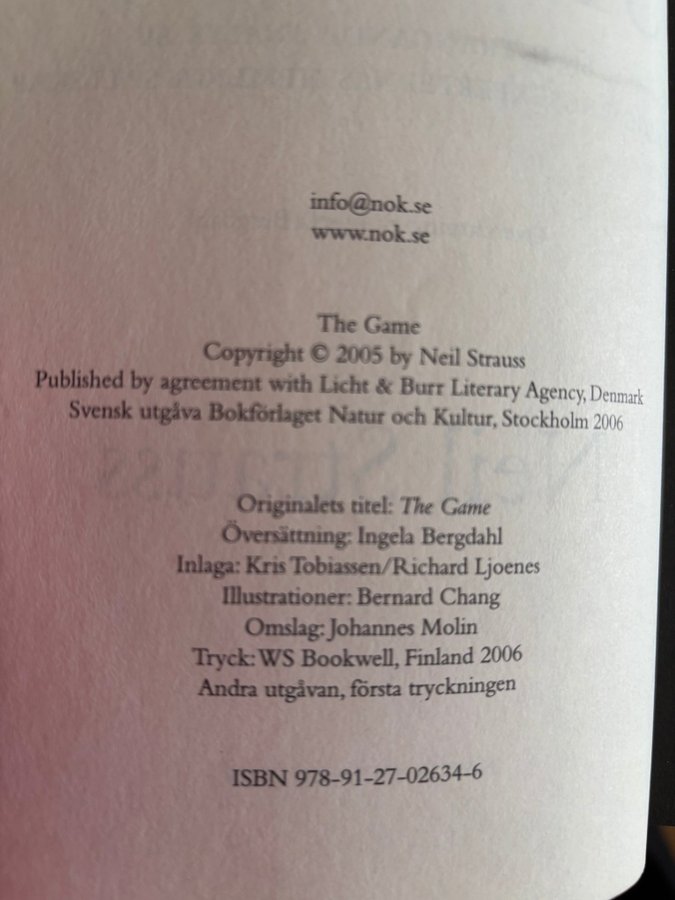 info@nok.se
www.nok.se
The Game
Copyright © 2005 by Neil Strauss
Published by agreement with Licht & Burr Literary Agency, Denmark
Svensk utgåva Bokförlaget Natur och Kultur, Stockholm 2006
Originalets titel: The Game
Översättning: Ingela Bergdahl
Inlaga: Kris Tobiassen/Richard Ljoenes
Illustrationer: Bernard Chang
Omslag: Johannes Molin
Tryck: WS Bookwell, Finland 2006
Andra utgåvan, första tryckningen
ISBN 978-91-27-02634-6